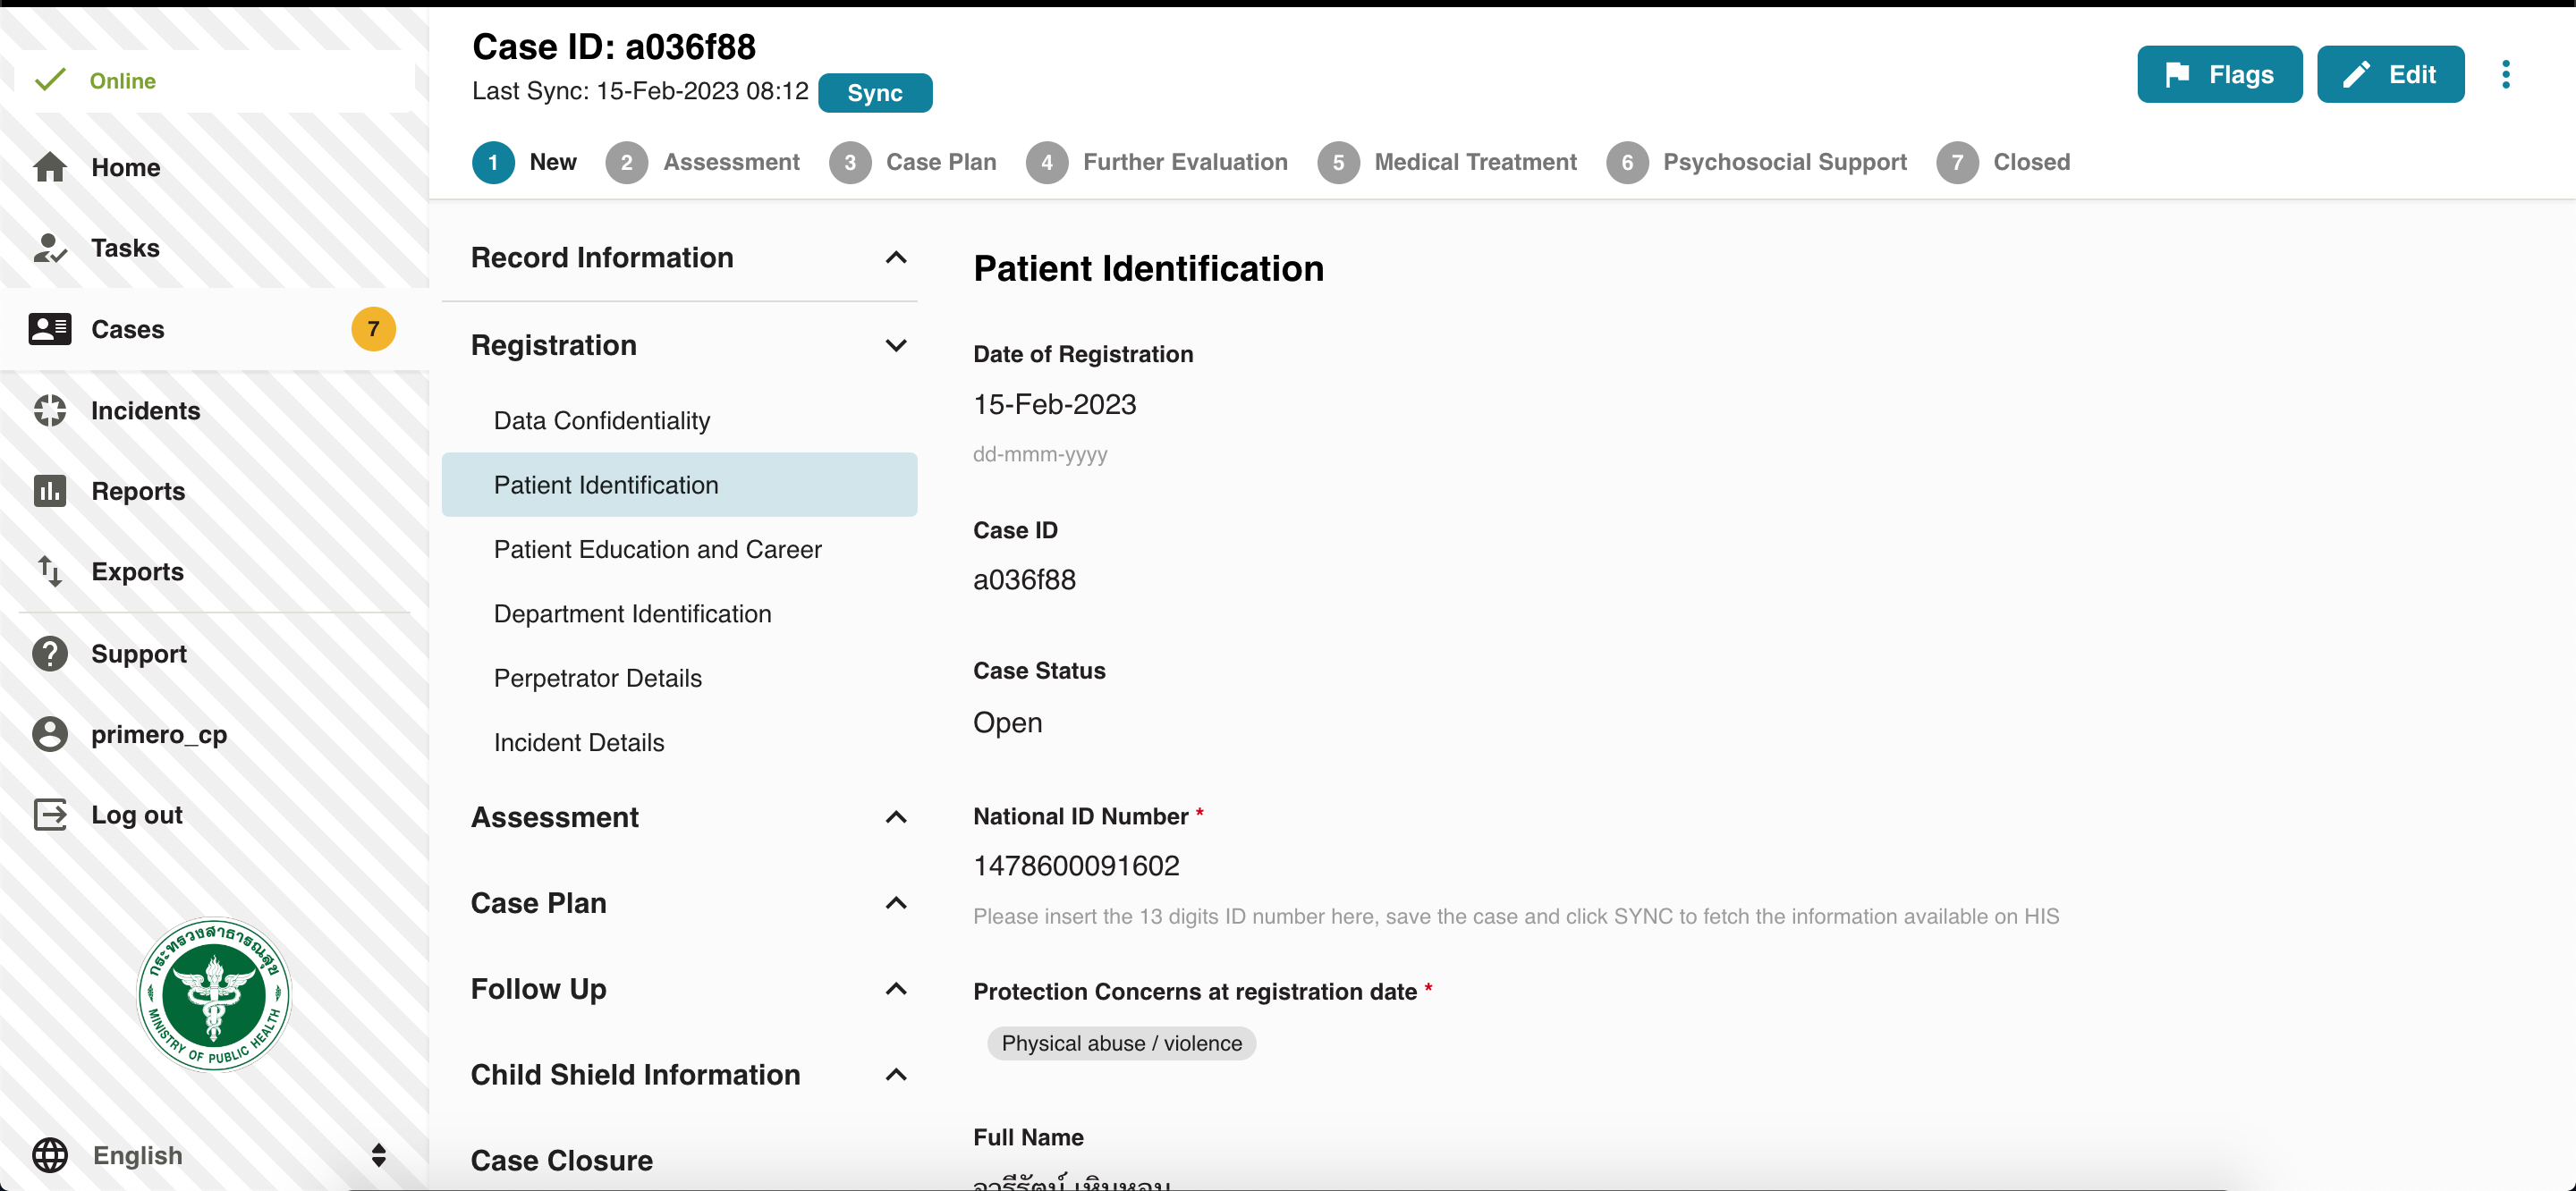 Online
Home
Tasks
Cases
7
Incidents
Reports
Exports
Support
primero_cp
Log out
กระทรวงสาธารณสุข
MINISTRY OF PUBLIC HEALTH
English
Case ID: a036f88
Last Sync: 15-Feb-2023 08:12 Sync
Flags
Edit
1 New 2 Assessment 3 Case Plan 4 Further Evaluation 5 Medical Treatment 6 Psychosocial Support 7 Closed
Record Information
Registration
Data Confidentiality
Patient Identification
Patient Education and Career
Department Identification
Perpetrator Details
Incident Details
Assessment
Case Plan
Follow Up
Child Shield Information
Case Closure
Patient Identification
Date of Registration
15-Feb-2023
dd-mmm-yyyy
Case ID
a036f88
Case Status
Open
National ID Number *
1478600091602
Please insert the 13 digits ID number here, save the case and click SYNC to fetch the information available on HIS
Protection Concerns at registration date *
Physical abuse / violence
Full Name